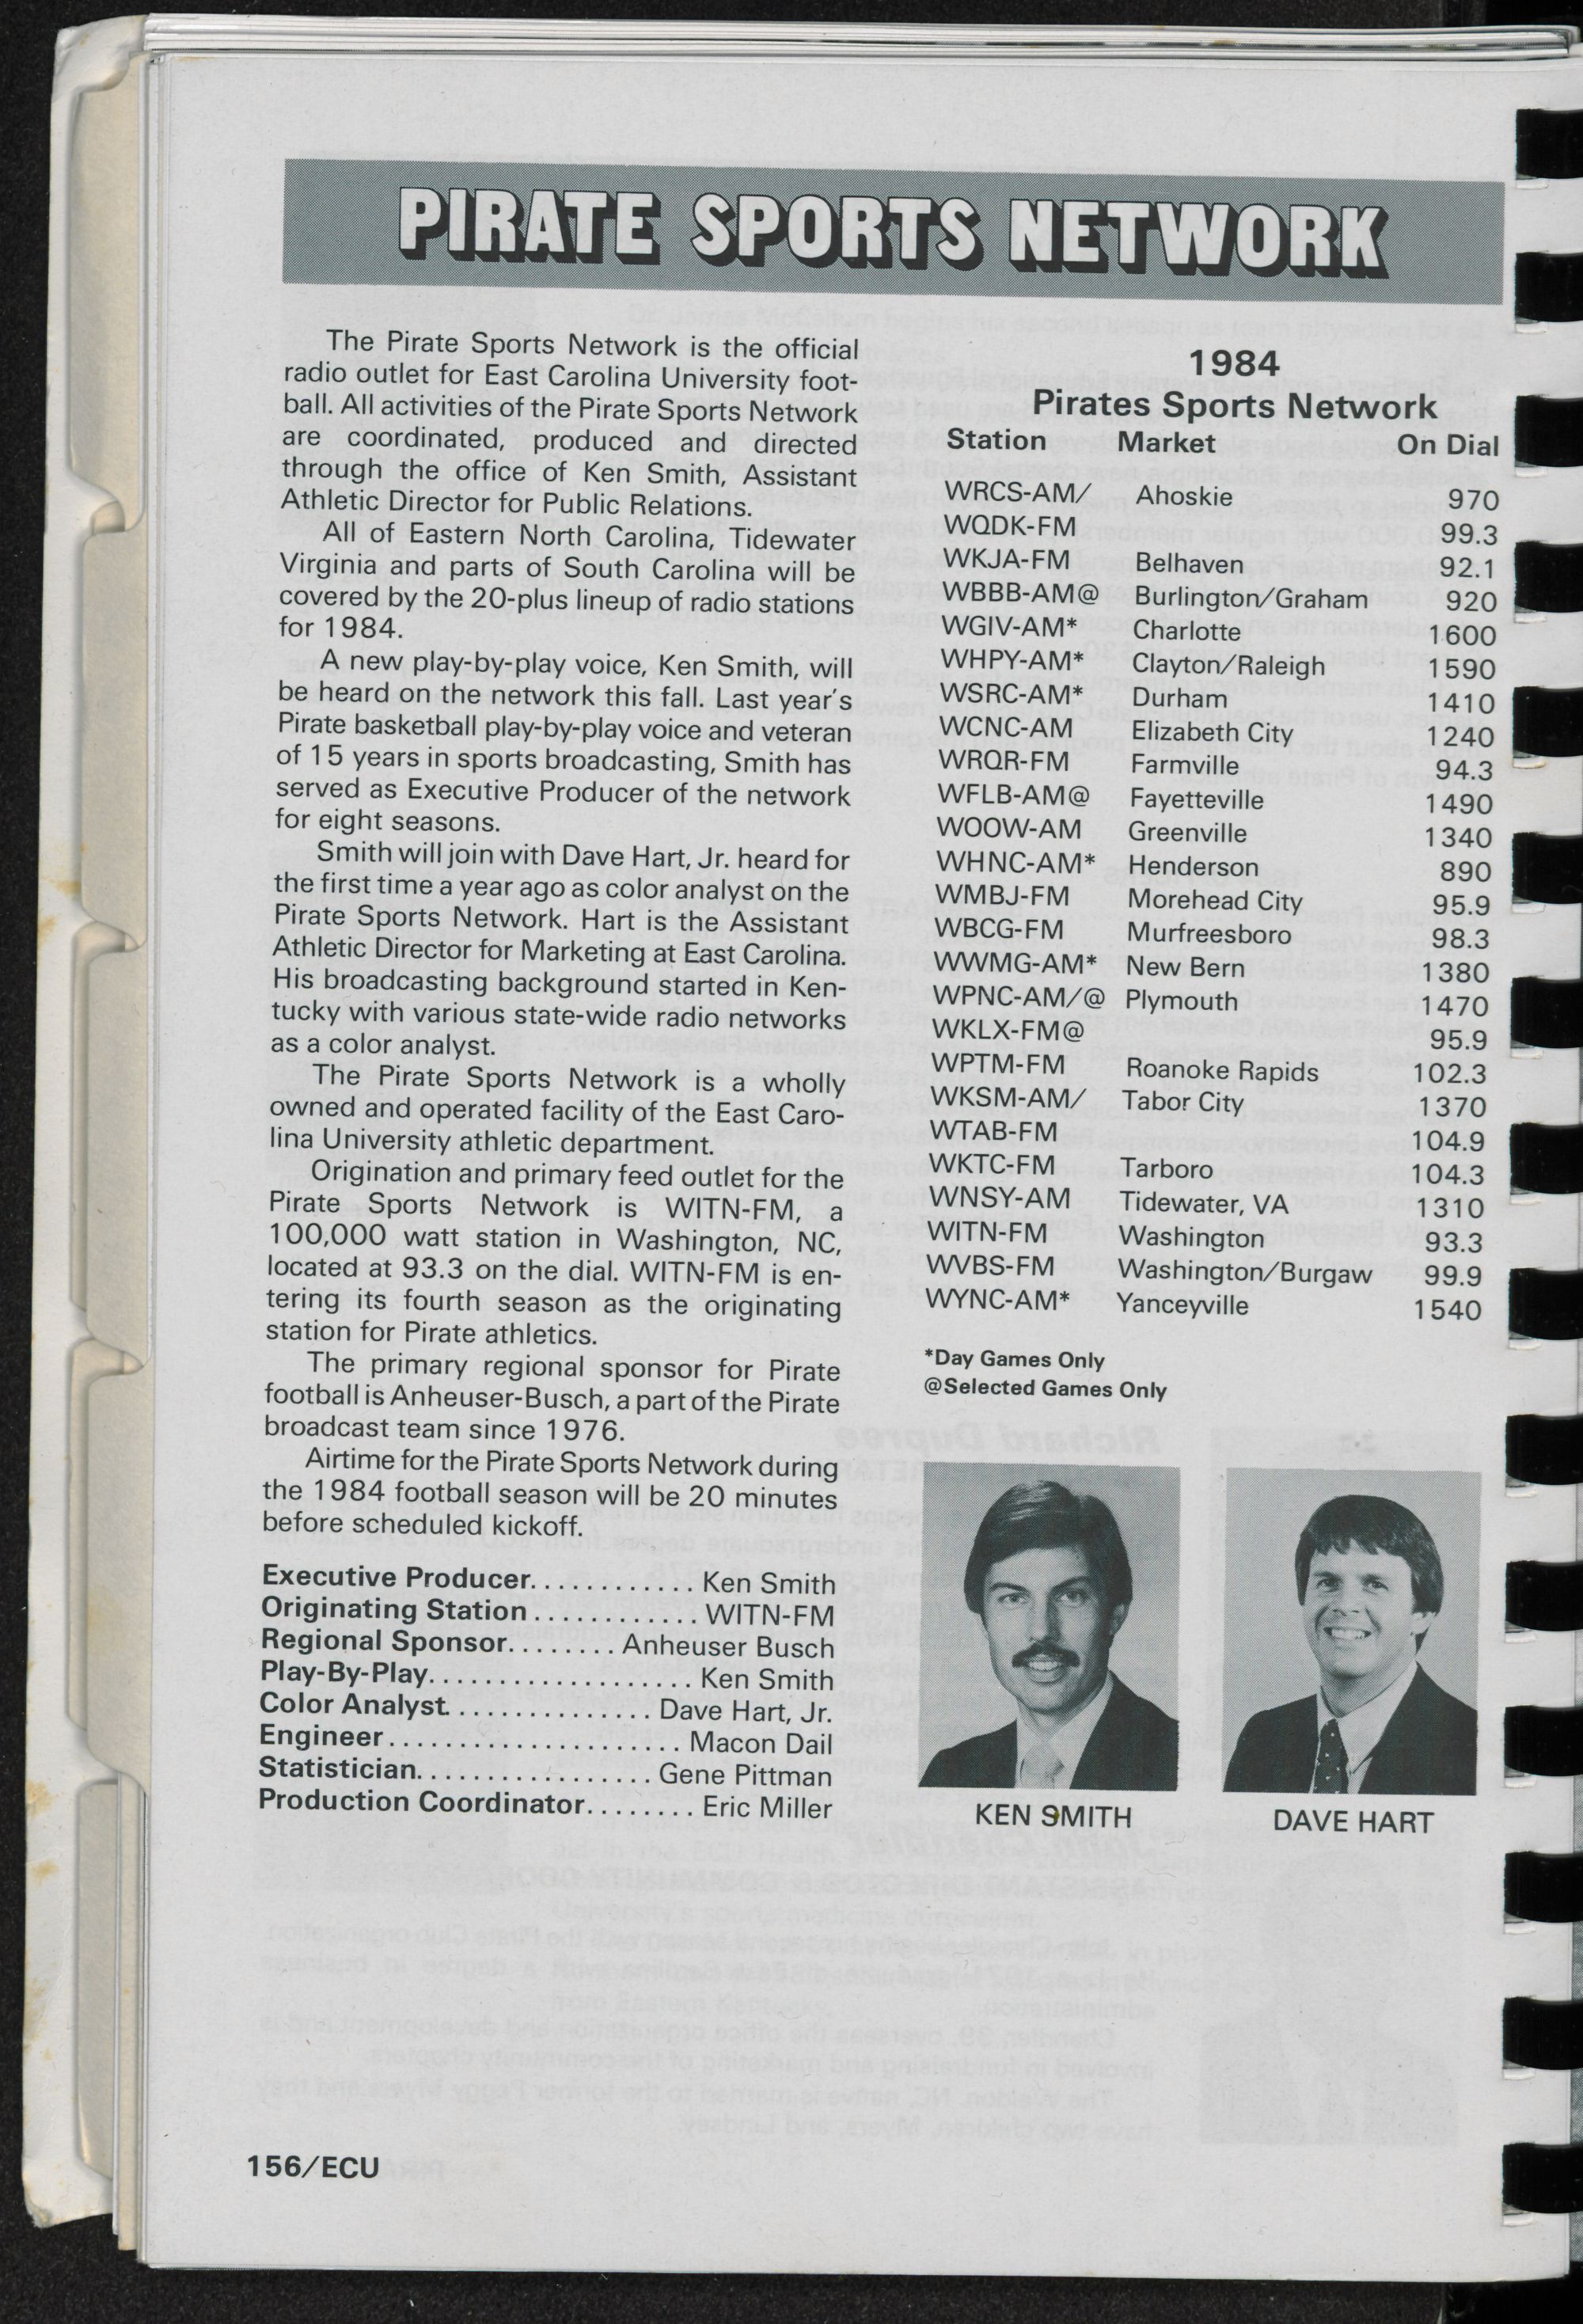 PIRATE SPORTS NETWORK
The Pirate Sports Network is the official
radio outlet for East Carolina University foot-
ball. All activities of the Pirate Sports Network
are coordinated, produced and directed
through the office of Ken Smith, Assistant
Athletic Director for Public Relations.
All of Eastern North Carolina, Tidewater
Virginia and parts of South Carolina will be
covered by the 20-plus lineup of radio stations
for 1984.
A new play-by-play voice, Ken Smith, will
be heard on the network this fall. Last year's
Pirate basketball play-by-play voice and veteran
of 15 years in sports broadcasting, Smith has
served as Executive Producer of the network
for eight seasons.
Smith will join with Dave Hart, Jr. heard for
the first time a year ago as color analyst on the
Pirate Sports Network. Hart is the Assistant
Athletic Director for Marketing at East Carolina.
His broadcasting background started in Ken-
tucky with various state-wide radio networks
as a color analyst.
The Pirate Sports Network is a wholly
owned and operated facility of the East Caro-
lina University athletic department.
Origination and primary feed outlet for the
Pirate Sports Network is WITN-FM, a
100,000 watt station in Washington, NC,
located at 93.3 on the dial. WITN-FM is en-
tering its fourth season as the originating
station for Pirate athletics.
The primary regional sponsor for Pirate
football is Anheuser-Busch, a part of the Pirate
broadcast team since 1976.
Airtime for the Pirate Sports Network during
the 1984 football season will be 20 minutes
before scheduled kickoff.
Executive Producer............ Ken Smith
Originating Station............ WITN-FM
Regional Sponsor........ Anheuser Busch
Play-By-Play................... Ken Smith
Color Analyst............... Dave Hart, Jr.
Engineer..................... Macon Dail
Statistician................. Gene Pittman
Production Coordinator........ Eric Miller
1984
Pirates Sports Network
Station Market On Dial
WRCS-AM/ Ahoskie 970
WQDK-FM 99.3
WKJA-FM Belhaven 92.1
WBBB-AM@ Burlington/Graham 920
WGIV-AM* Charlotte 1600
WHPY-AM* Clayton/Raleigh 1590
WSRC-AM* Durham 1410
WCNC-AM Elizabeth City 1240
WRQR-FM Farmville 94.3
WFLB-AM@ Fayetteville 1490
WOOW-AM Greenville 1340
WHNC-AM* Henderson 890
WMBJ-FM Morehead City 95.9
WBCG-FM Murfreesboro 98.3
WWMG-AM* New Bern 1380
WPNC-AM/@ Plymouth 1470
WKLX-FM@ 95.9
WPTM-FM Roanoke Rapids 102.3
WKSM-AM/ Tabor City 1370
WTAB-FM 104.9
WKTC-FM Tarboro 104.3
WNSY-AM Tidewater, VA 1310
WITN-FM Washington 93.3
WVBS-FM Washington/Burgaw 99.9
WYNC-AM* Yanceyville 1540
*Day Games Only
@Selected Games Only
KEN SMITH DAVE HART
156/ECU